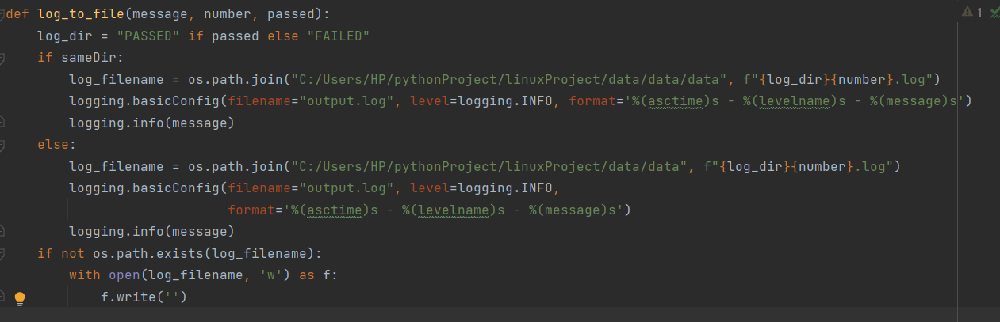 def log_to_file(message, number, passed):
    log_dir = "PASSED" if passed else "FAILED"
    if sameDir:
        log_filename = os.path.join("C:/Users/HP/pythonProject/linuxProject/data/data/data", f"{log_dir}{number}.log")
        logging.basicConfig(filename="output.log", level=logging.INFO, format='%(asctime)s - %(levelname)s - %(message)s')
        logging.info(message)
    else:
        log_filename = os.path.join("C:/Users/HP/pythonProject/linuxProject/data/data", f"{log_dir}{number}.log")
        logging.basicConfig(filename="output.log", level=logging.INFO,
                            format='%(asctime)s - %(levelname)s - %(message)s')
        logging.info(message)
    if not os.path.exists(log_filename):
        with open(log_filename, 'w') as f:
            f.write('')
1